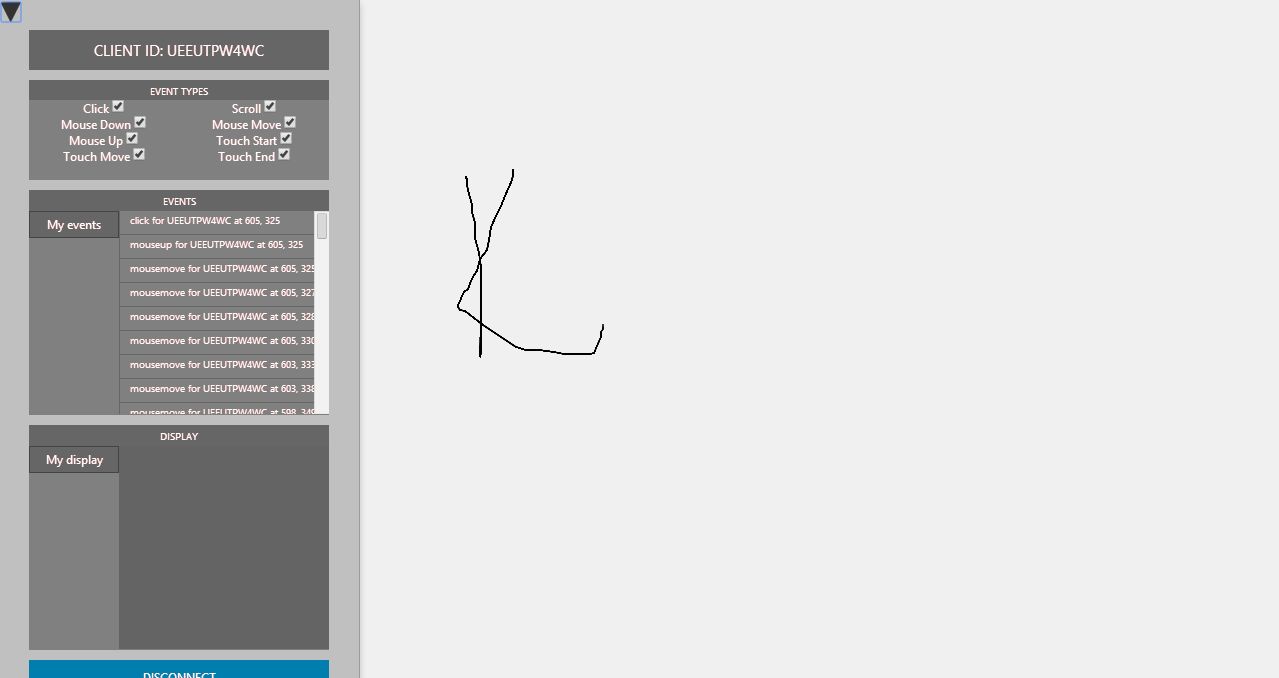 CLIENT ID: UEEUTPW4WC
EVENT TYPES
Click Scroll
Mouse Down Mouse Move
Mouse Up Touch Start
Touch Move Touch End
EVENTS
My events
click for UEEUTPW4WC at 605, 325
mouseup for UEEUTPW4WC at 605, 325
mousemove for UEEUTPW4WC at 605, 325
mousemove for UEEUTPW4WC at 605, 327
mousemove for UEEUTPW4WC at 605, 328
mousemove for UEEUTPW4WC at 605, 330
mousemove for UEEUTPW4WC at 603, 333
mousemove for UEEUTPW4WC at 603, 338
mousemove for UEEUTPW4WC at 598, 349
DISPLAY
My display
DISCONNECT